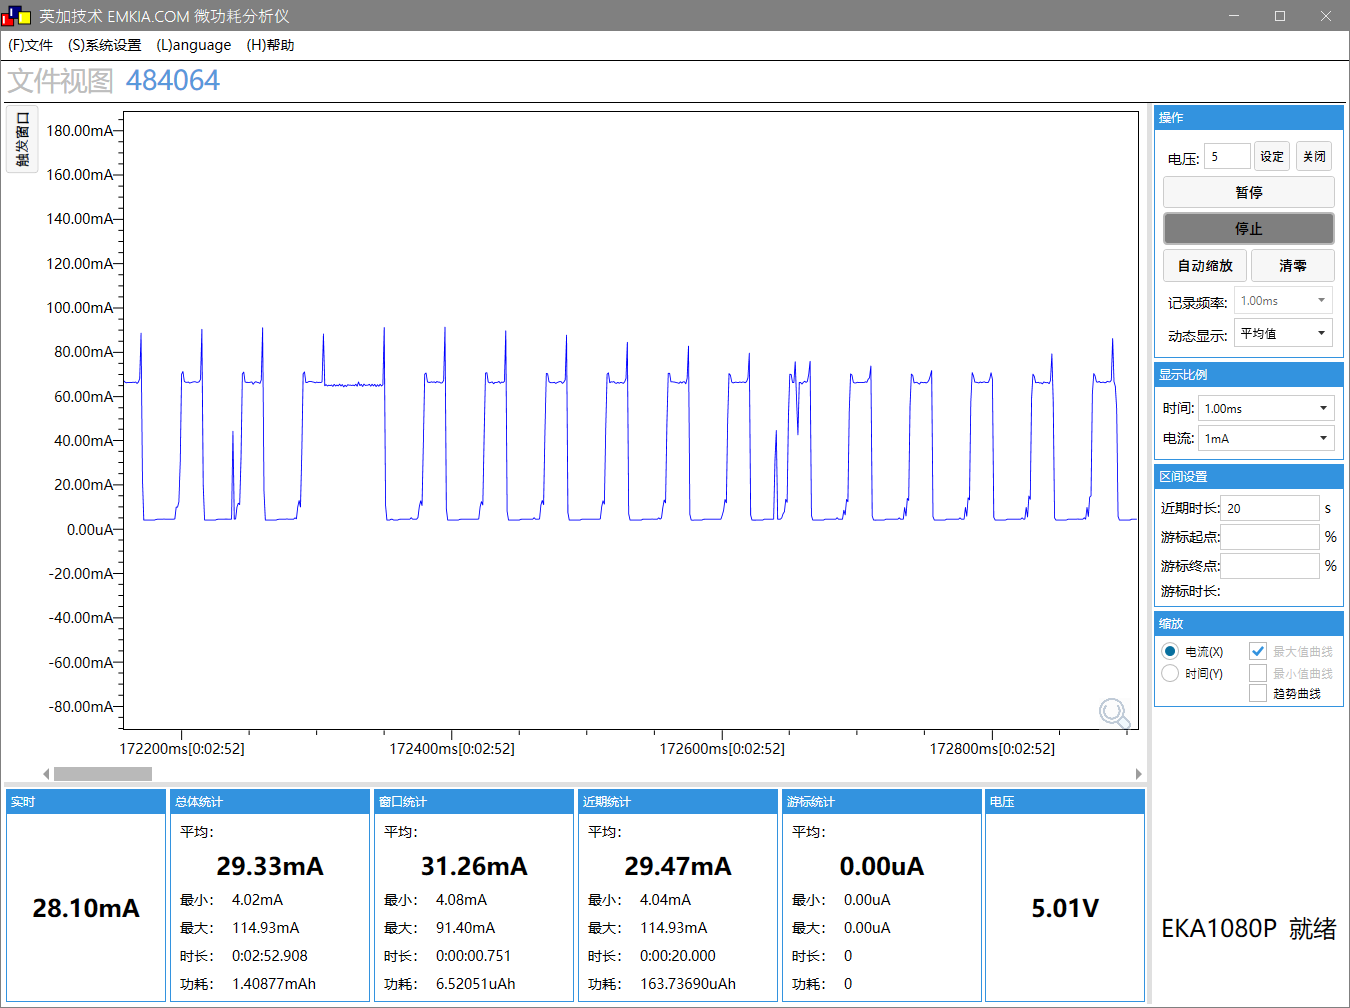 英加技术 EMKIA.COM 微功耗分析仪
(F)文件 (S)系统设置 (L)anguage (H)帮助
文件视图 484064
触发窗口
180.00mA
160.00mA
140.00mA
120.00mA
100.00mA
80.00mA
60.00mA
40.00mA
20.00mA
0.00uA
-20.00mA
-40.00mA
-60.00mA
-80.00mA
172200ms[0:02:52] 172400ms[0:02:52] 172600ms[0:02:52] 172800ms[0:02:52]
操作
电压: 5 设定 关闭
暂停
停止
自动缩放 清零
记录频率: 1.00ms
动态显示: 平均值
显示比例
时间: 1.00ms
电流: 1mA
区间设置
近期时长: 20 s
游标起点: %
游标终点: %
游标时长:
缩放
电流(X) 最大值曲线
时间(Y) 最小值曲线
趋势曲线
实时
28.10mA
总体统计
平均:
29.33mA
最小: 4.02mA
最大: 114.93mA
时长: 0:02:52.908
功耗: 1.40877mAh
窗口统计
平均:
31.26mA
最小: 4.08mA
最大: 91.40mA
时长: 0:00:00.751
功耗: 6.52051uAh
近期统计
平均:
29.47mA
最小: 4.04mA
最大: 114.93mA
时长: 0:00:20.000
功耗: 163.73690uAh
游标统计
平均:
0.00uA
最小: 0.00uA
最大: 0.00uA
时长: 0
功耗: 0
电压
5.01V
EKA1080P 就绪